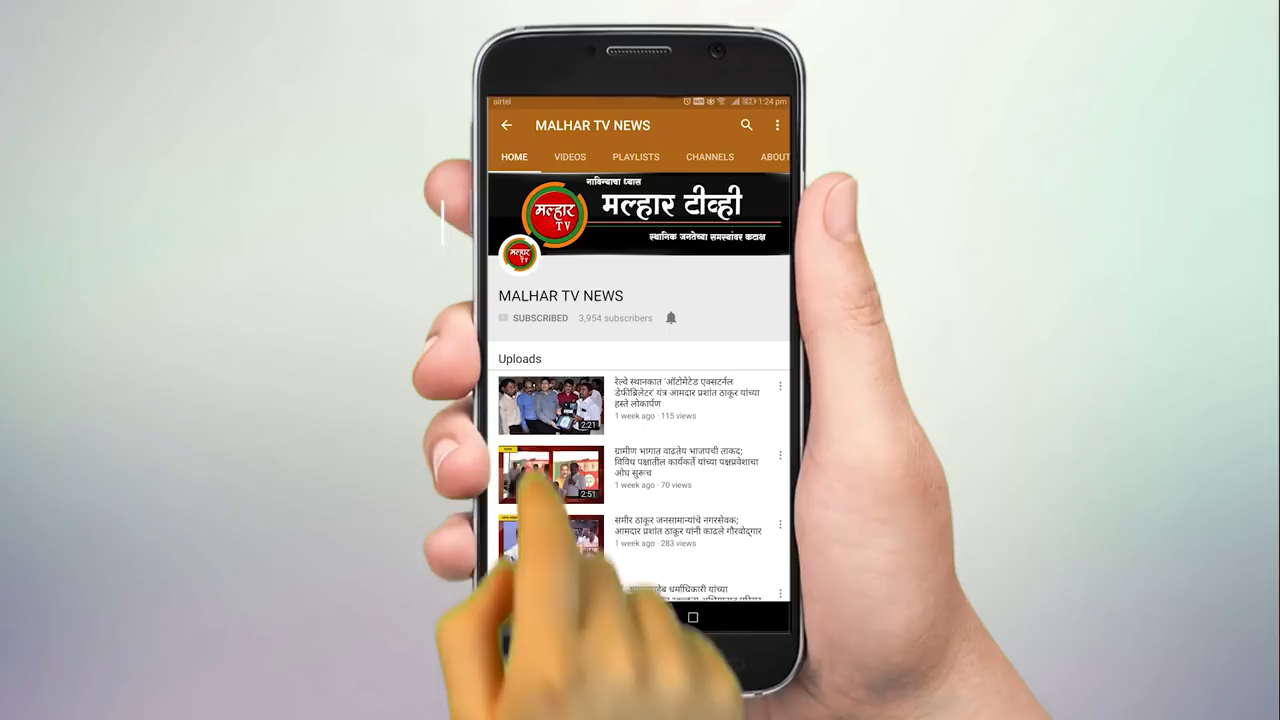 airtel
1:24 pm
MALHAR TV NEWS
HOME VIDEOS PLAYLISTS CHANNELS ABOUT
नाविन्याचा ध्यास
मल्हार टीव्ही
स्थानिक जनतेच्या समस्यांवर कटाक्ष
मल्हार
TV
मल्हार
TV
MALHAR TV NEWS
SUBSCRIBED 3,954 subscribers
Uploads
रेल्वे स्थानकात 'ऑटोमेटेड एक्सटर्नल
डेफीब्रिलेटर' यंत्र आमदार प्रशांत ठाकूर यांच्या
हस्ते लोकार्पण
1 week ago · 115 views
2:21
ग्रामीण भागात वाढतेय भाजपची ताकद;
विविध पक्षातील कार्यकर्ते यांच्या पक्षप्रवेशाचा
ओघ सुरूच
1 week ago · 70 views
2:51
समीर ठाकूर जनसामान्यांचे नगरसेवक;
आमदार प्रशांत ठाकूर यांनी काढले गौरवोद्गार
1 week ago · 283 views
धर्माधिकारी यांच्या